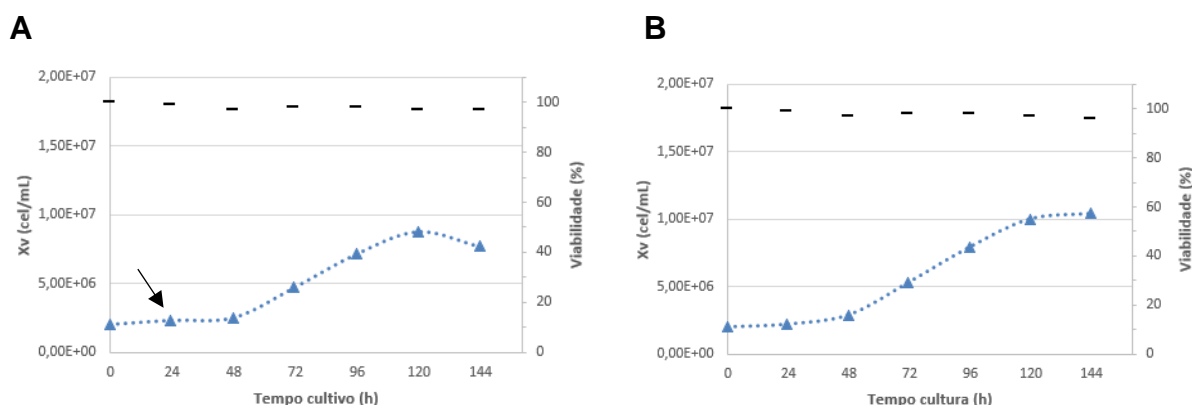 A
2,00E+07
1,50E+07
1,00E+07
5,00E+06
0,00E+00
Xv (cel/mL)
100
80
60
40
20
0
Viabilidade (%)
0 24 48 72 96 120 144
Tempo cultivo (h)
B
2,00E+07
1,50E+07
1,00E+07
5,00E+06
0,00E+00
Xv (cel/mL)
100
80
60
40
20
0
Viabilidade (%)
0 24 48 72 96 120 144
Tempo cultura (h)